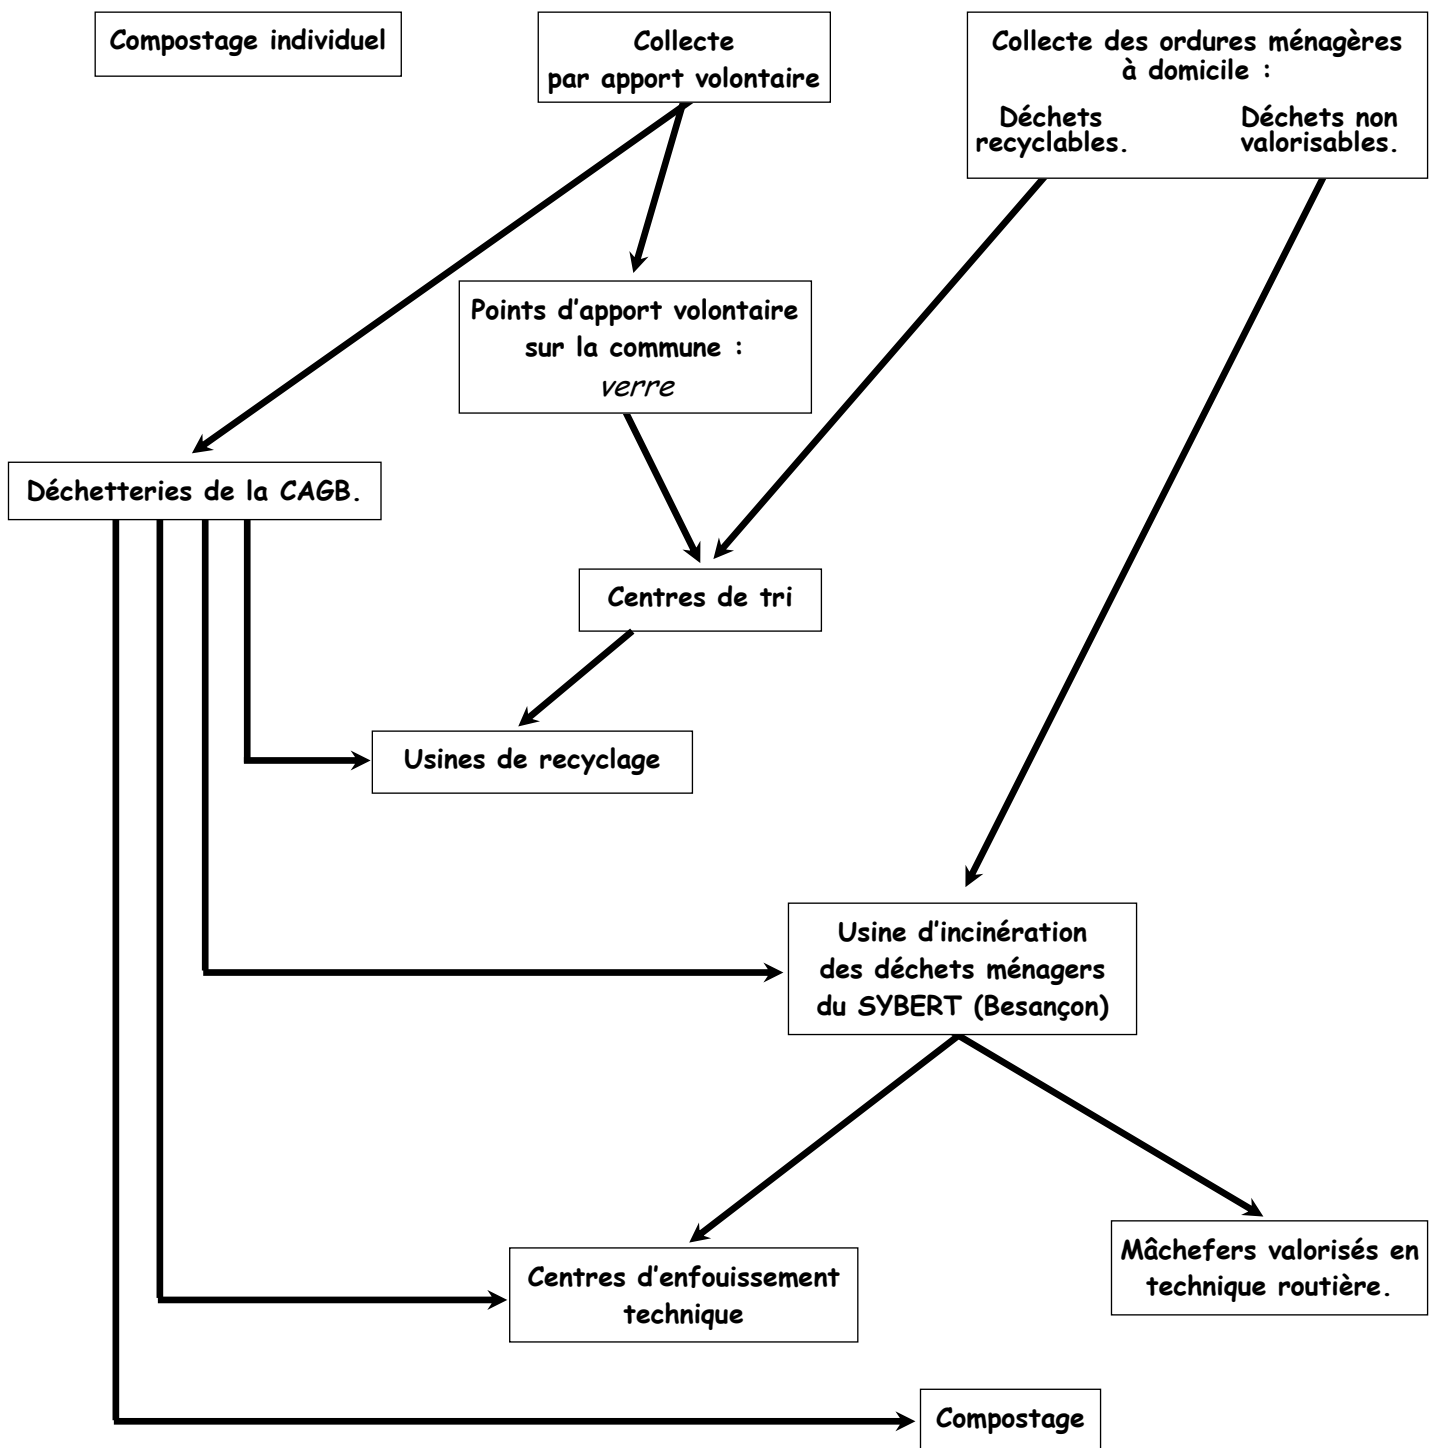 Compostage individuel
Collecte
par apport volontaire
Collecte des ordures ménagères
à domicile :
Déchets
recyclables.
Déchets non
valorisables.
Points d'apport volontaire
sur la commune :
verre
Déchetteries de la CAGB.
Centres de tri
Usines de recyclage
Usine d'incinération
des déchets ménagers
du SYBERT (Besançon)
Mâchefers valorisés en
technique routière.
Centres d'enfouissement
technique
Compostage